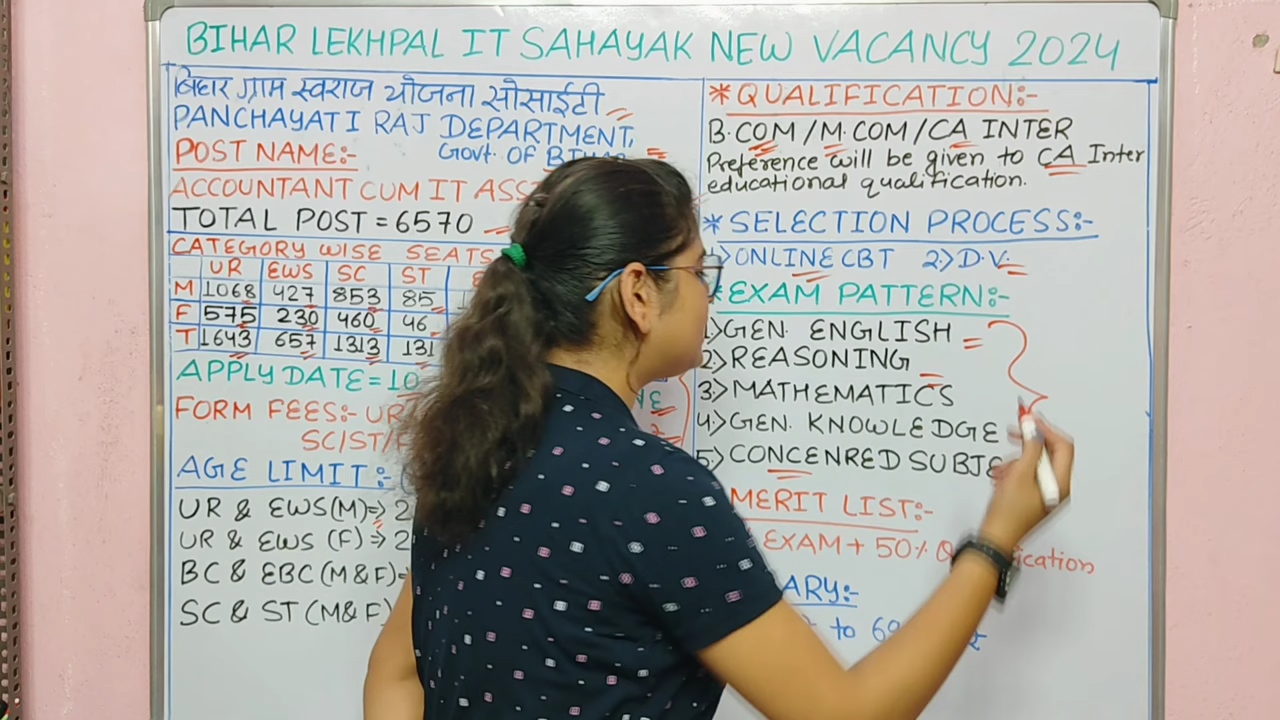 BIHAR LEKHPAL IT SAHAYAK NEW VACANCY 2024
बिहार ग्राम स्वराज योजना सोसाईटी
PANCHAYATI RAJ DEPARTMENT,
Govt. OF
POST NAME:-
ACCOUNTANT CUM IT
TOTAL POST = 6570
CATEGORY WISE SEATS
UR EWS SC ST
M 1068 427 853 85
F 575 230 460 46
T 1643 657 1313 131
APPLY DATE = 10
FORM FEES:- UR
SC/ST/
AGE LIMIT:-
UR & EWS(M)=> 2
UR & EWS (F) => 2
BC & EBC (M&F)
SC & ST (M&F)
*QUALIFICATION:-
B.COM/M.COM/CA INTER
Preference will be given to CA Inter
educational qualification.
*SELECTION PROCESS:-
1.> ONLINE CBT 2.> D.V.
*EXAM PATTERN:-
1.> GEN. ENGLISH
2.> REASONING
3.> MATHEMATICS
4.> GEN. KNOWLEDGE
5.> CONCENRED SUBJE
MERIT LIST:-
EXAM + 50%
ARY:-
to